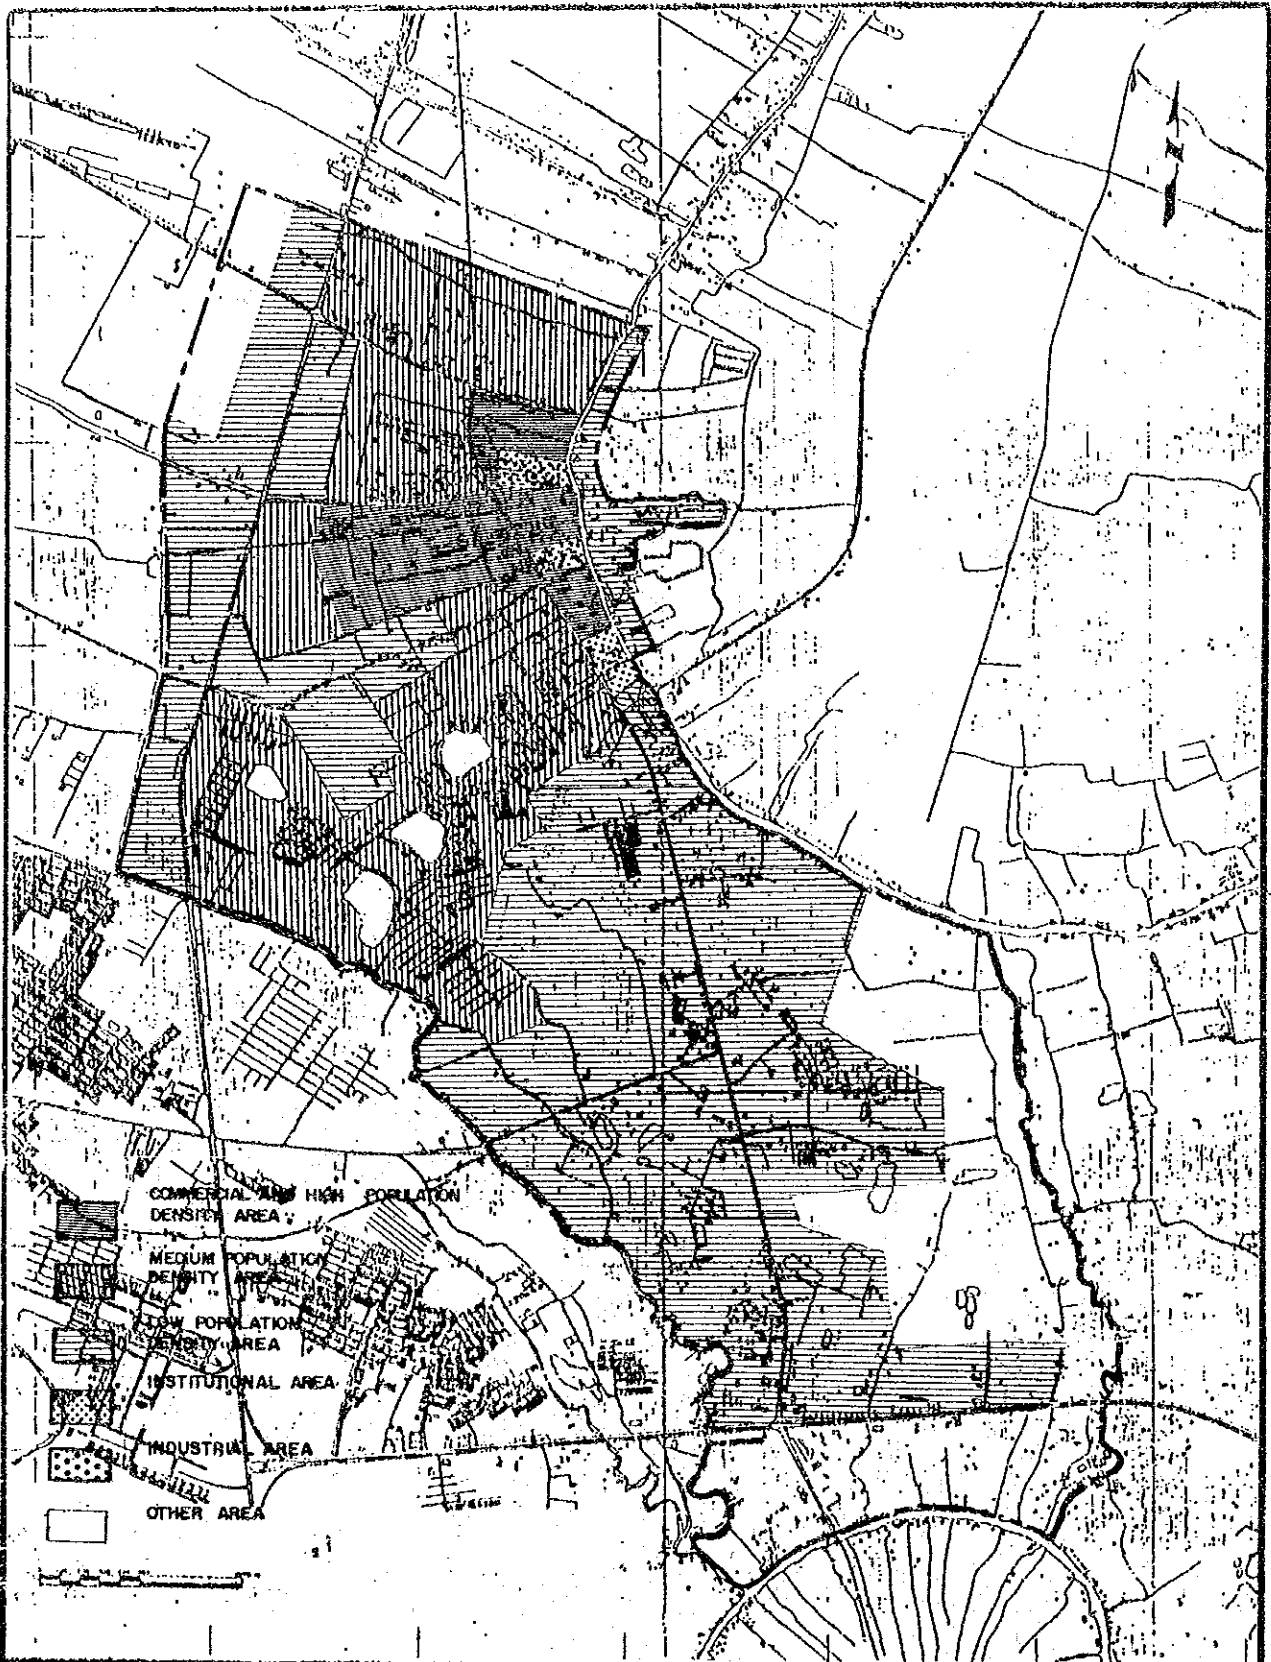 COMMERCIAL AND HIGH POPULATION
DENSITY AREA
MEDIUM POPULATION
DENSITY AREA
LOW POPULATION
DENSITY AREA
INSTITUTIONAL AREA
INDUSTRIAL AREA
OTHER AREA